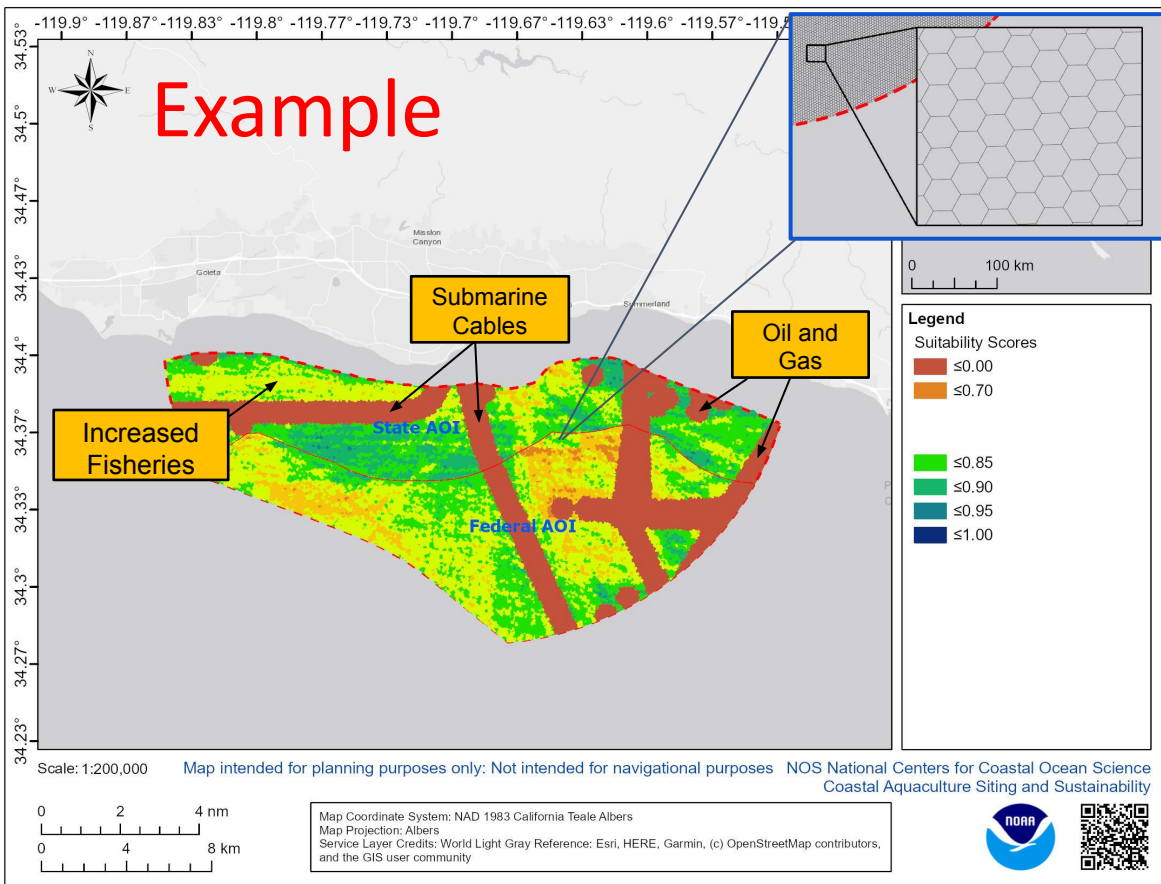 -119.9° -119.87° -119.83° -119.8° -119.77° -119.73° -119.7° -119.67° -119.63° -119.6° -119.57°
34.53°
34.5°
34.47°
34.43°
34.4°
34.37°
34.33°
34.3°
34.27°
34.23°
N
W E
S
Example
Mission
Canyon
Goleta
Summerland
Submarine
Cables
Oil and
Gas
Increased
Fisheries
State AOI
Federal AOI
0 100 km
Legend
Suitability Scores
≤0.00
≤0.70
≤0.85
≤0.90
≤0.95
≤1.00
Scale: 1:200,000
Map intended for planning purposes only: Not intended for navigational purposes
NOS National Centers for Coastal Ocean Science
Coastal Aquaculture Siting and Sustainability
0 2 4 nm
0 4 8 km
Map Coordinate System: NAD 1983 California Teale Albers
Map Projection: Albers
Service Layer Credits: World Light Gray Reference: Esri, HERE, Garmin, (c) OpenStreetMap contributors,
and the GIS user community
NOAA